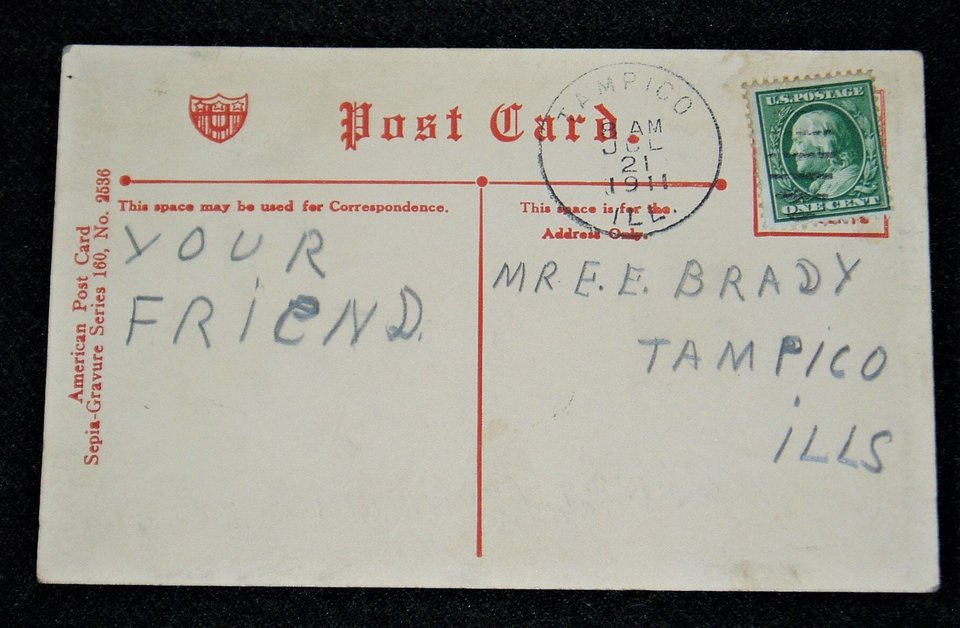 Post Card.
TAMPICO
8 AM
JUL
21
1911
ILL
U.S. POSTAGE
ONE CENT
This space may be used for Correspondence.
This space is for the
Address Only.
American Post Card
Sepia-Gravure Series 160, No. 2536
YOUR
FRiEND.
MR. E. E. BRADY
TAMPICO
iLLS